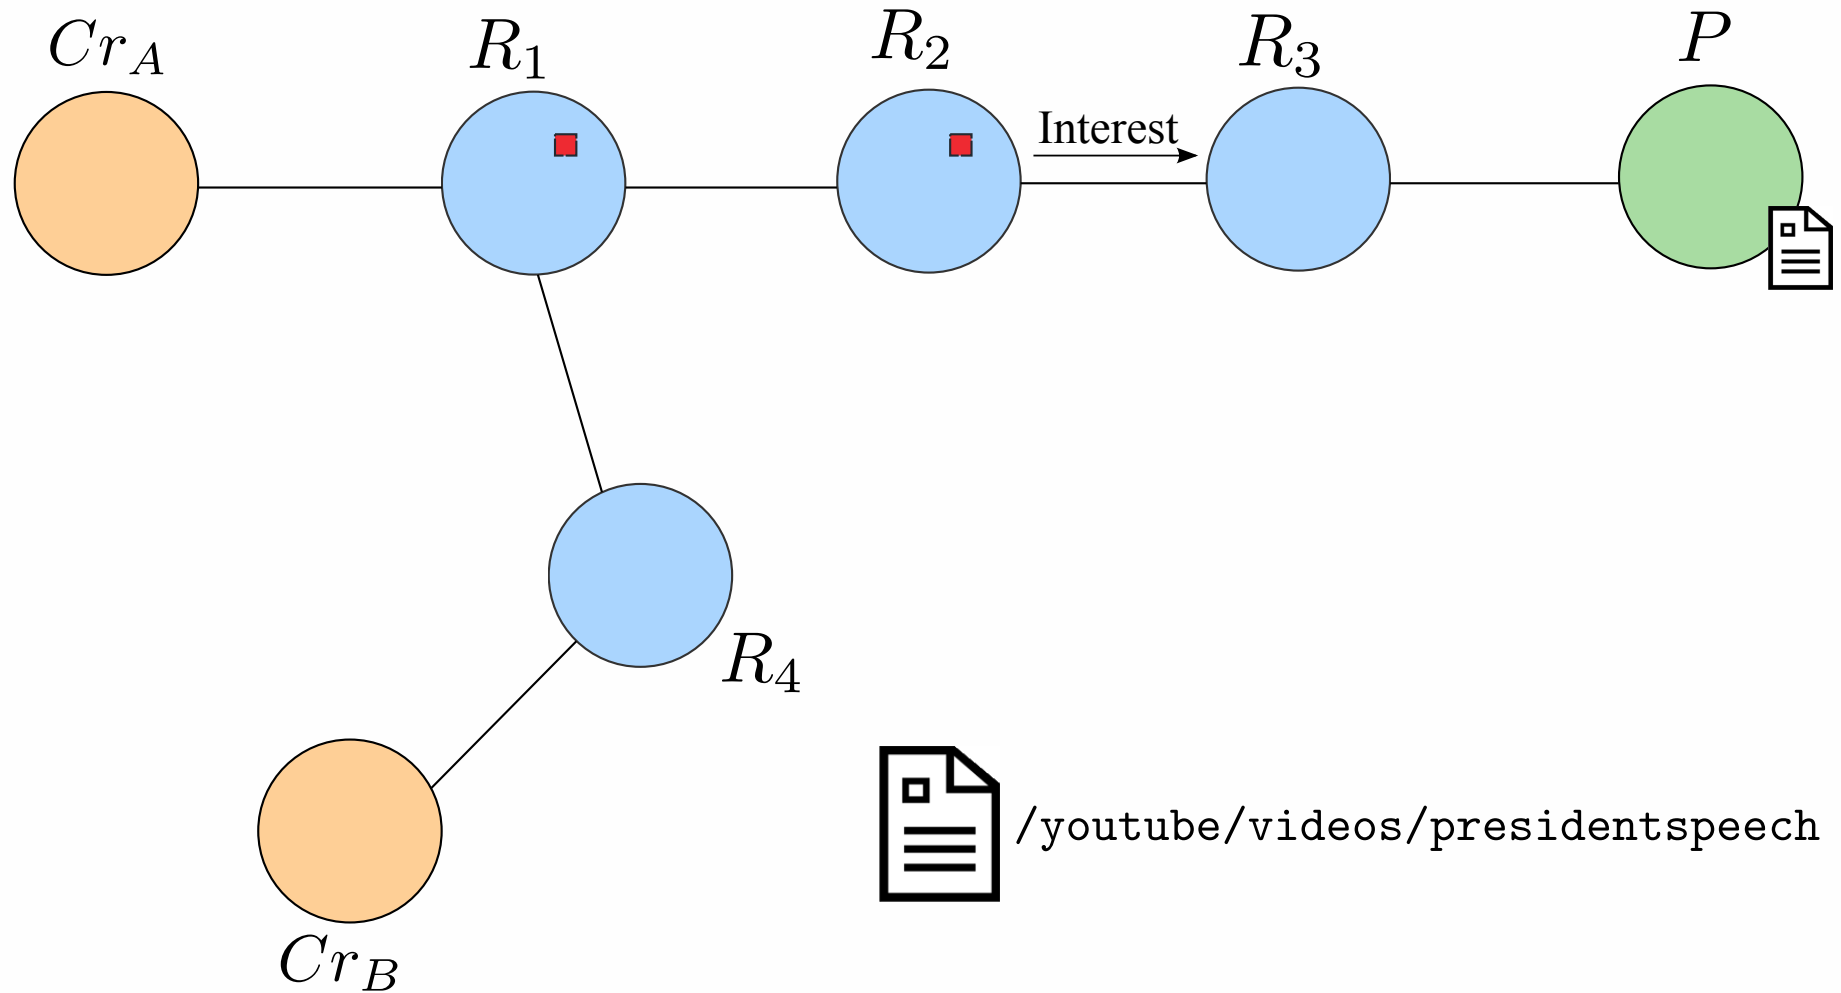 Cr_A
R_1
R_2
R_3
P
Interest
R_4
/youtube/videos/presidentspeech
Cr_B